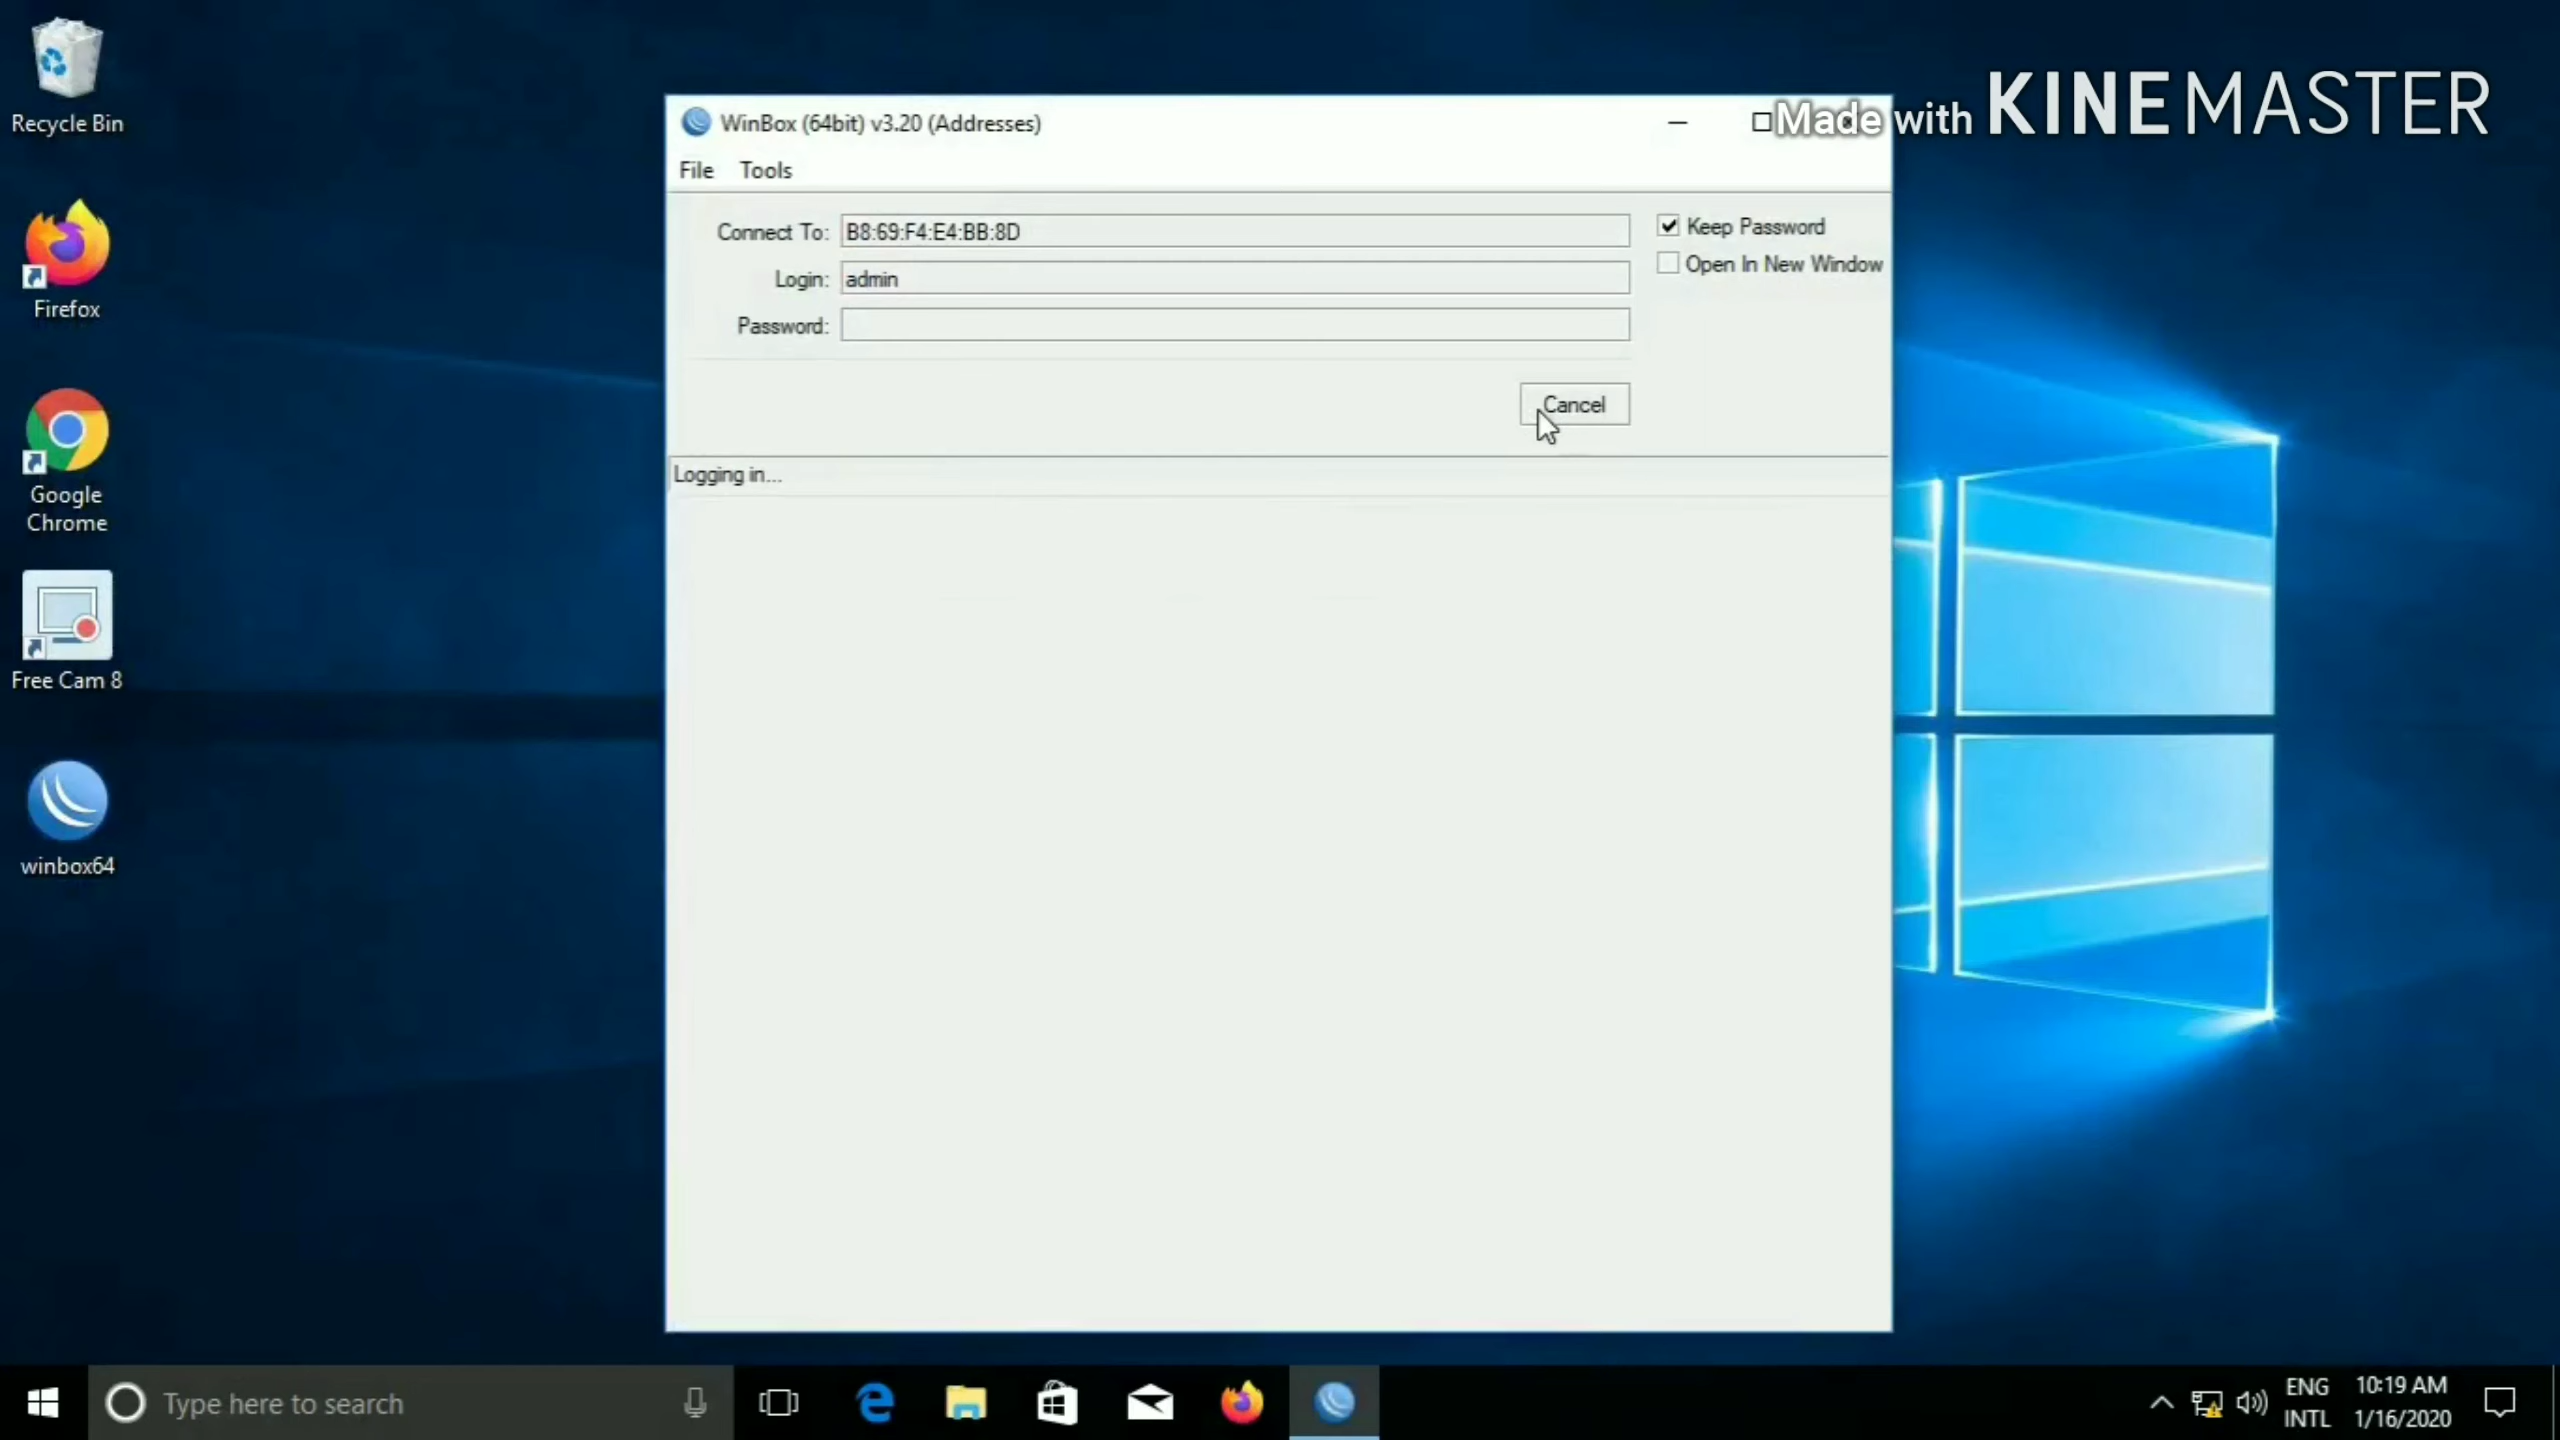 Recycle Bin
Firefox
Google
Chrome
Free Cam 8
winbox64
WinBox (64bit) v3.20 (Addresses)
Made with KINEMASTER
File Tools
Connect To: B8:69:F4:E4:BB:8D
Keep Password
Login: admin
Open In New Window
Password:
Cancel
Logging in...
Type here to search
ENG
INTL
10:19 AM
1/16/2020